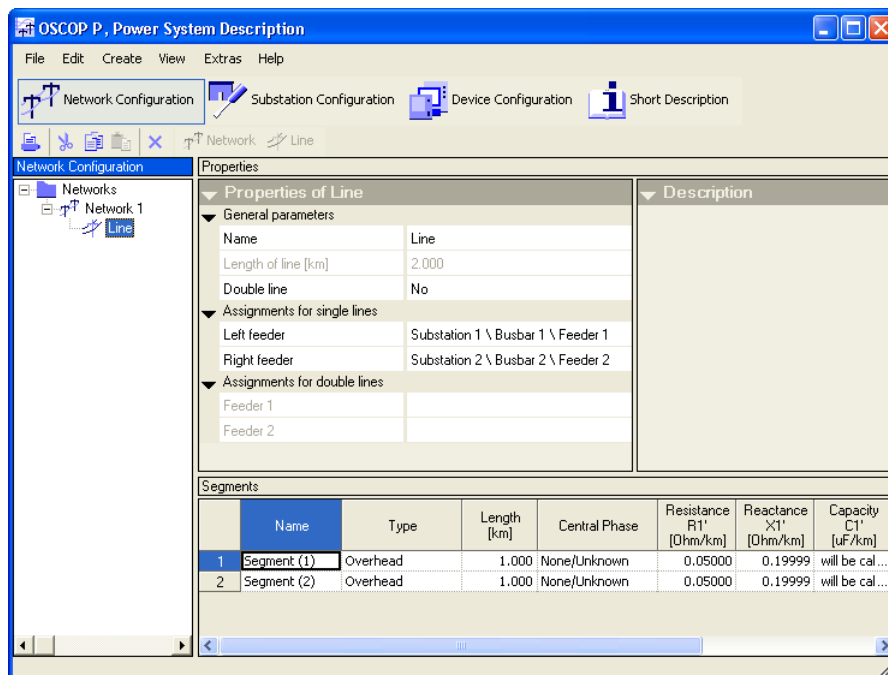 OSCOP P, Power System Description
File Edit Create View Extras Help
Network Configuration Substation Configuration Device Configuration Short Description
Network Line
Network Configuration
Networks
Network 1
Line
Properties
Properties of Line
General parameters
Name Line
Length of line [km] 2.000
Double line No
Assignments for single lines
Left feeder Substation 1 \ Busbar 1 \ Feeder 1
Right feeder Substation 2 \ Busbar 2 \ Feeder 2
Assignments for double lines
Feeder 1
Feeder 2
Description
Segments
Name Type Length [km] Central Phase Resistance R1' [Ohm/km] Reactance X1' [Ohm/km] Capacity C1' [uF/km]
1 Segment (1) Overhead 1.000 None/Unknown 0.05000 0.19999 will be cal...
2 Segment (2) Overhead 1.000 None/Unknown 0.05000 0.19999 will be cal...